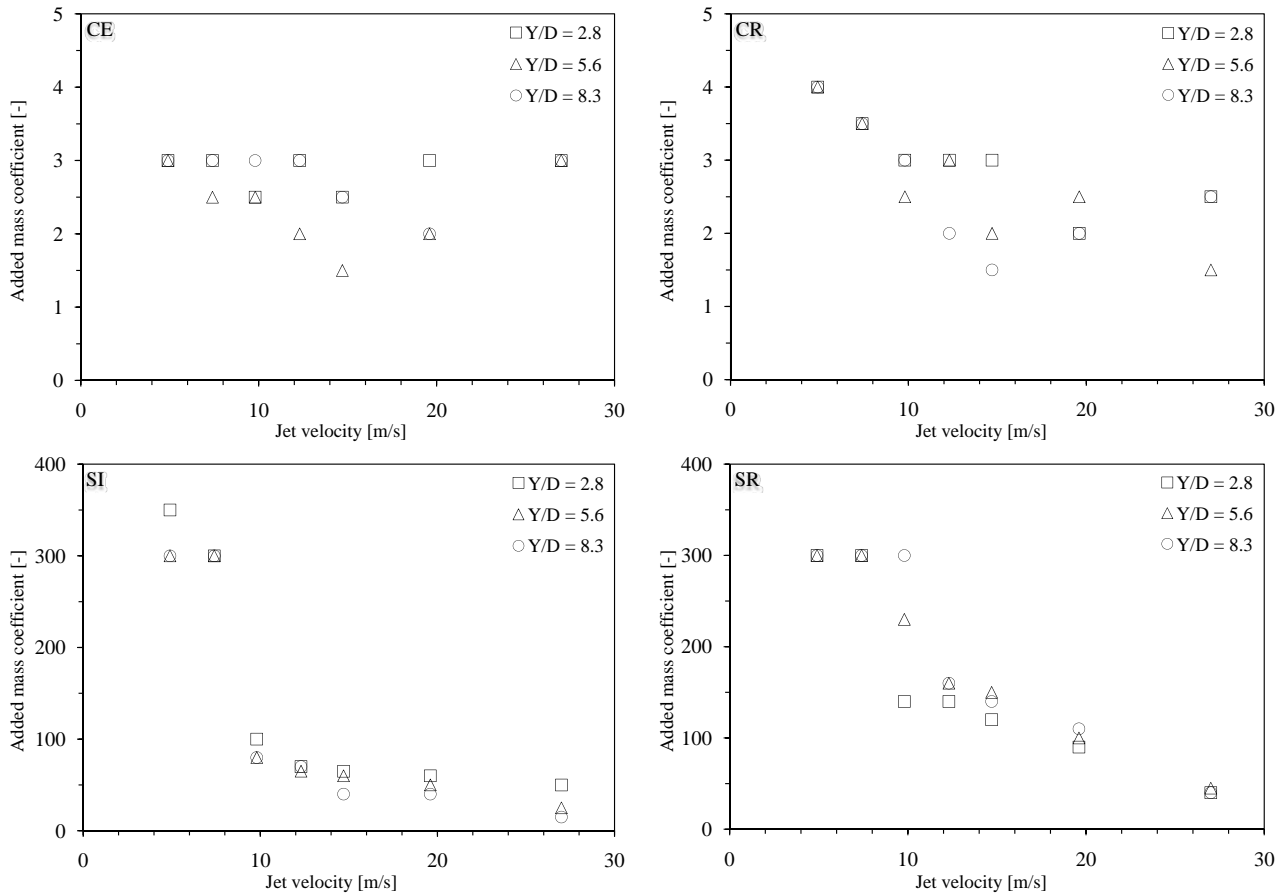 CE
Y/D = 2.8
Y/D = 5.6
Y/D = 8.3
5
4
3
2
1
0
0 10 20 30
Added mass coefficient [-]
Jet velocity [m/s]
CR
Y/D = 2.8
Y/D = 5.6
Y/D = 8.3
5
4
3
2
1
0
0 10 20 30
Added mass coefficient [-]
Jet velocity [m/s]
SI
Y/D = 2.8
Y/D = 5.6
Y/D = 8.3
400
300
200
100
0
0 10 20 30
Added mass coefficient [-]
Jet velocity [m/s]
SR
Y/D = 2.8
Y/D = 5.6
Y/D = 8.3
400
300
200
100
0
0 10 20 30
Added mass coefficient [-]
Jet velocity [m/s]